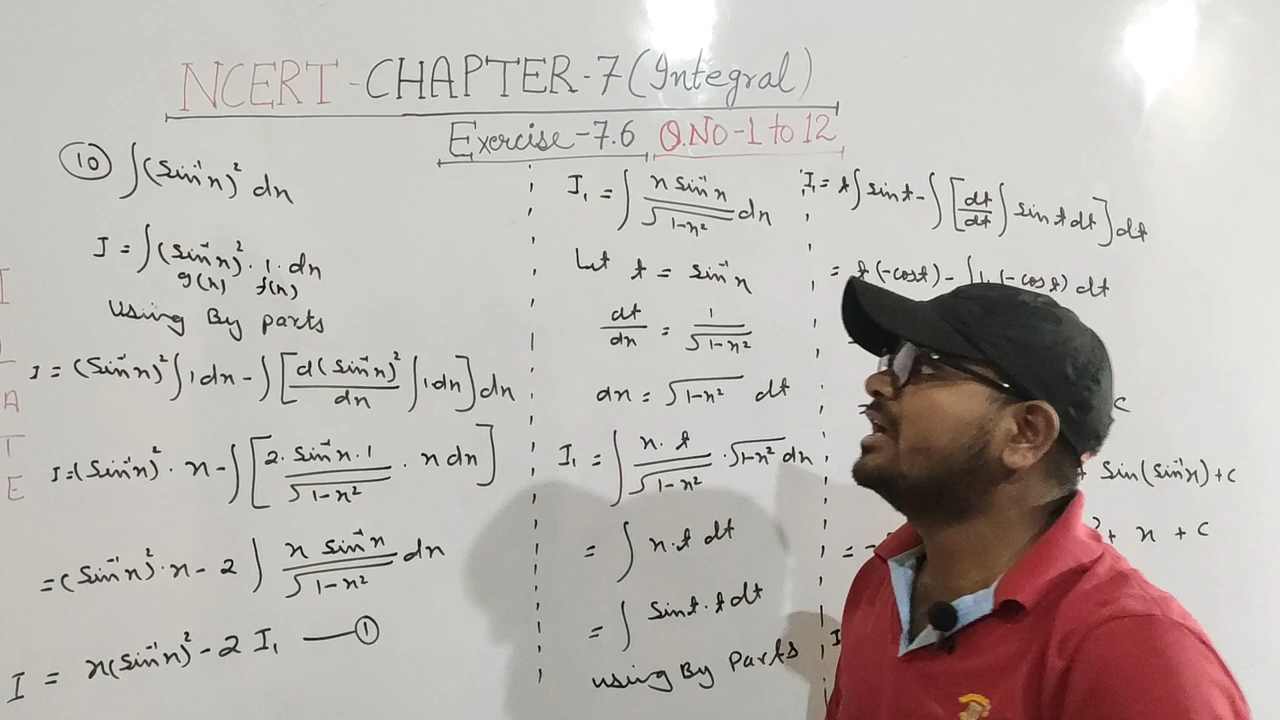 NCERT-CHAPTER-7 (Integral)
Exercise-7.6 Q.NO-1 to 12
(10) ∫(sin⁻¹x)² dx
I = ∫(sin⁻¹x)² · 1 · dx
g(x) f(x)
Using By parts
I = (sin⁻¹x)² ∫1dx - ∫[d(sin⁻¹x)²/dx ∫1dx] dx
I = (sin⁻¹x)² · x - ∫[2·sin⁻¹x·1/√1-x² · x dx]
= (sin⁻¹x)²·x - 2 ∫ x sin⁻¹x/√1-x² dx
I = x(sin⁻¹x)² - 2 I₁ —(1)
I₁ = ∫ x sin⁻¹x/√1-x² dx
Let t = sin⁻¹x
dt/dx = 1/√1-x²
dx = √1-x² dt
I₁ = ∫ x·t/√1-x² · √1-x² dx
= ∫ x·t dt
= ∫ sint·t dt
using By Parts
I₁ = t∫sint - ∫[dt/dt ∫sint dt] dt
= t(-cost) - ∫1·(-cost) dt
c
+ sin(sin⁻¹x)+c
= - + x + c
I
I
A
T
E